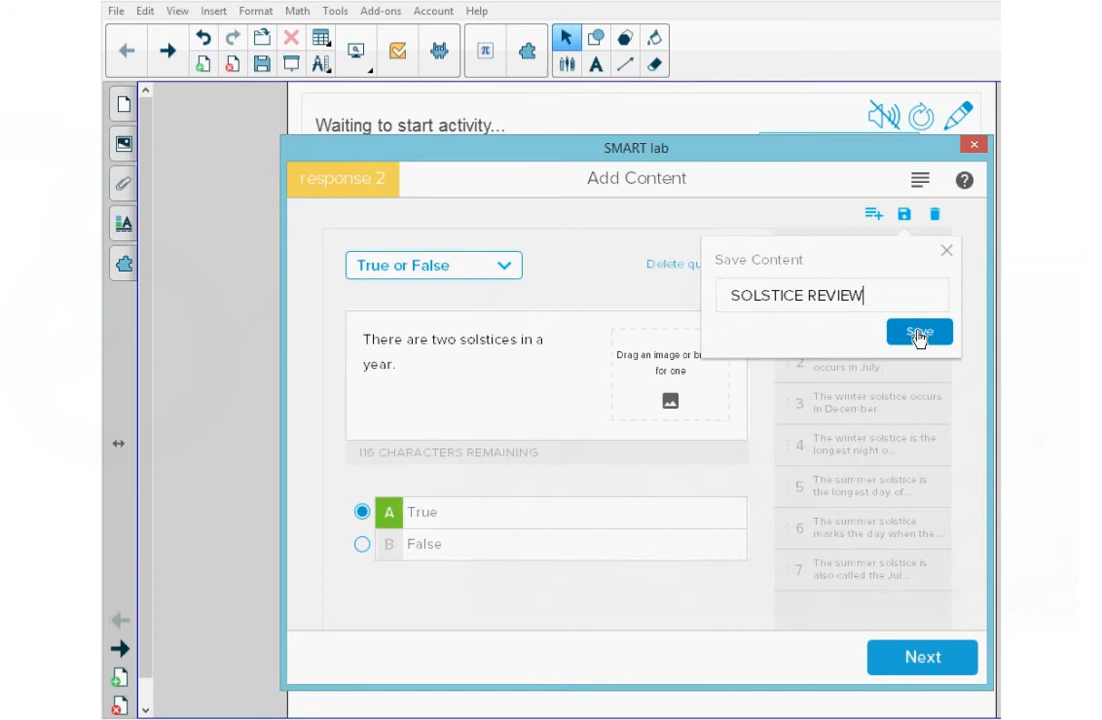 File Edit View Insert Format Math Tools Add-ons Account Help
Waiting to start activity...
SMART lab
response 2
Add Content
True or False
Delete qu
Save Content
SOLSTICE REVIEW
Save
There are two solstices in a
year.
Drag an image or b
for one
116 CHARACTERS REMAINING
A True
B False
2
occurs in July.
3 The winter solstice occurs
in December.
4 The winter solstice is the
longest night o...
5 The summer solstice is
the longest day of...
6 The summer solstice
marks the day when the...
7 The summer solstice is
also called the Jul...
Next